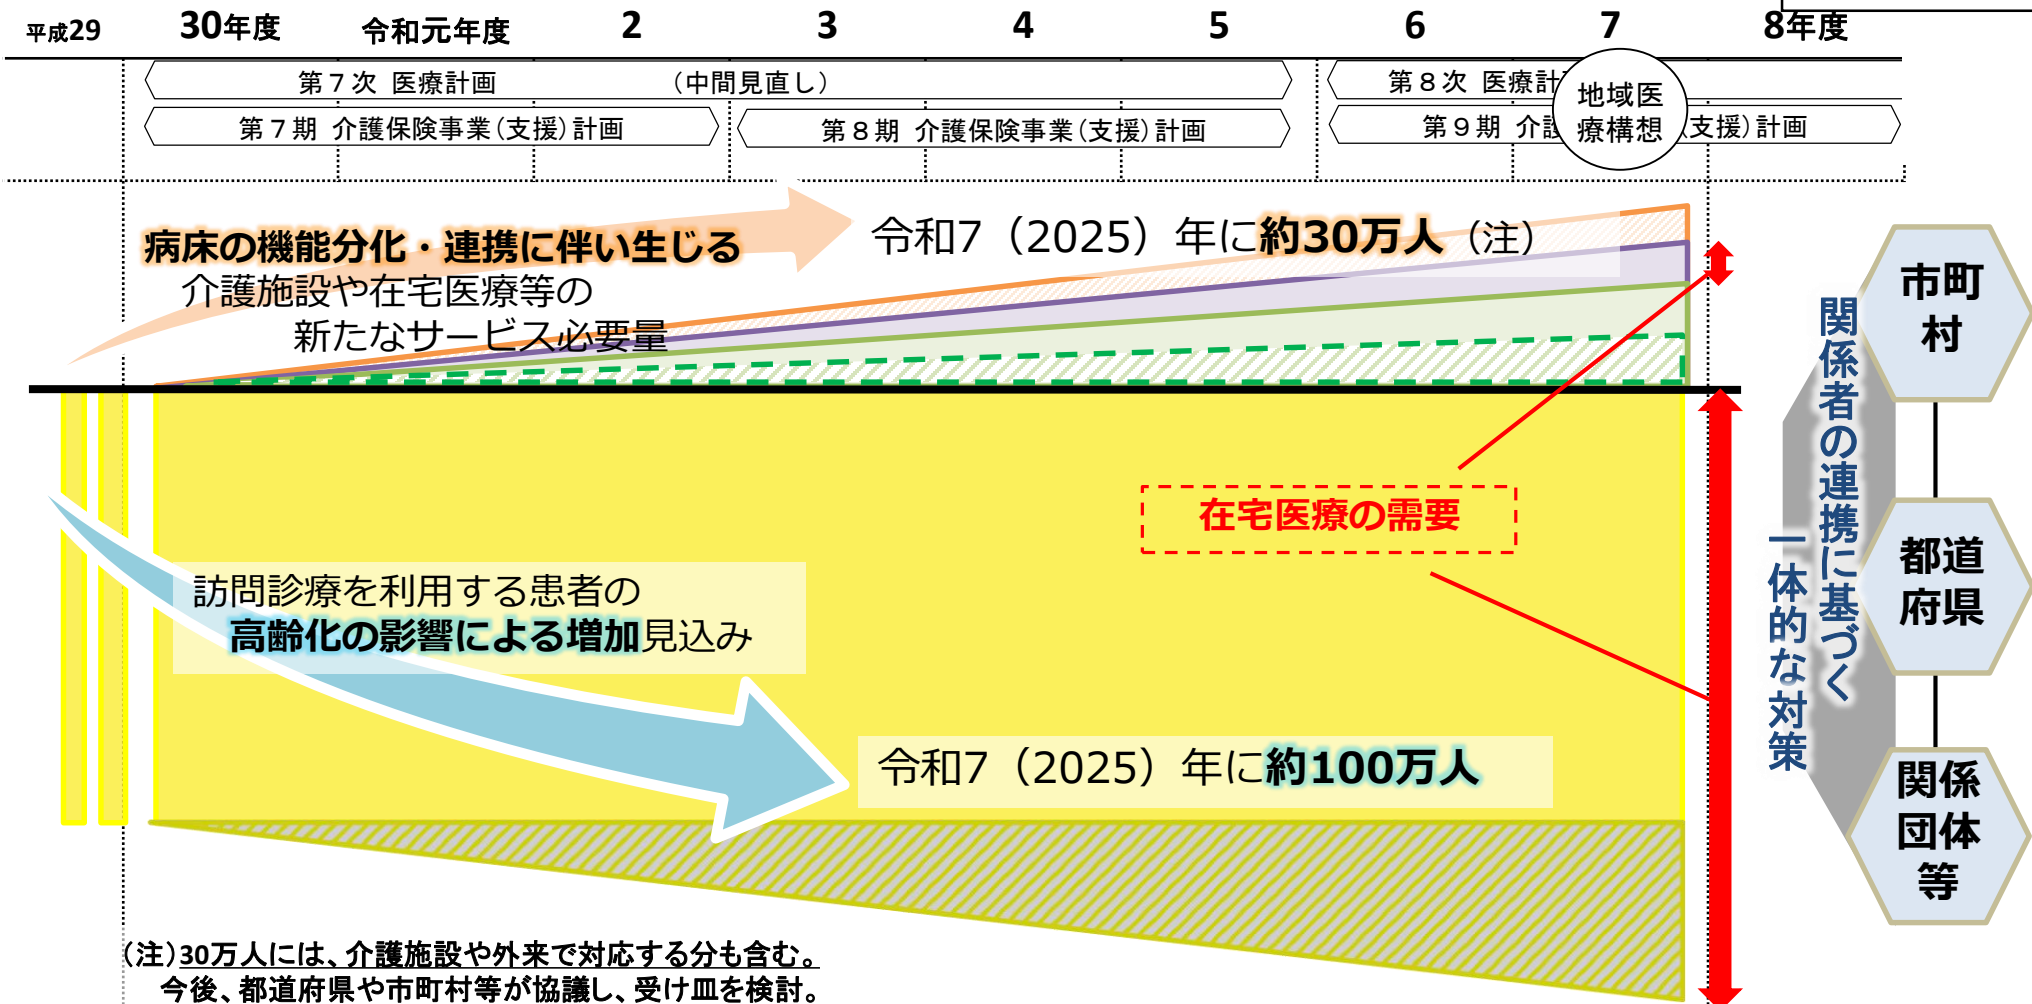 平成29 30年度 令和元年度 2 3 4 5 6 7 8年度
第７次 医療計画 （中間見直し）
第８次 医療計
第７期 介護保険事業（支援）計画
第８期 介護保険事業（支援）計画
第９期 介護 （支援）計画
地域医
療構想
病床の機能分化・連携に伴い生じる
介護施設や在宅医療等の
新たなサービス必要量
令和7（2025）年に約30万人（注）
在宅医療の需要
訪問診療を利用する患者の
高齢化の影響による増加見込み
令和7（2025）年に約100万人
関係者の連携に基づく
一体的な対策
市町
村
都道
府県
関係
団体
等
（注）30万人には、介護施設や外来で対応する分も含む。
今後、都道府県や市町村等が協議し、受け皿を検討。